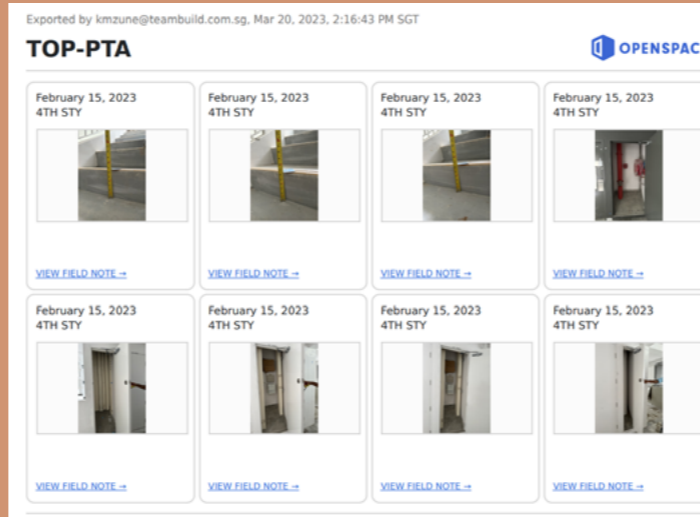 Exported by kmzune@teambuild.com.sg, Mar 20, 2023, 2:16:43 PM SGT
TOP-PTA
OPENSPAC
February 15, 2023
4TH STY
VIEW FIELD NOTE →
February 15, 2023
4TH STY
VIEW FIELD NOTE →
February 15, 2023
4TH STY
VIEW FIELD NOTE →
February 15, 2023
4TH STY
VIEW FIELD NOTE →
February 15, 2023
4TH STY
VIEW FIELD NOTE →
February 15, 2023
4TH STY
VIEW FIELD NOTE →
February 15, 2023
4TH STY
VIEW FIELD NOTE →
February 15, 2023
4TH STY
VIEW FIELD NOTE →